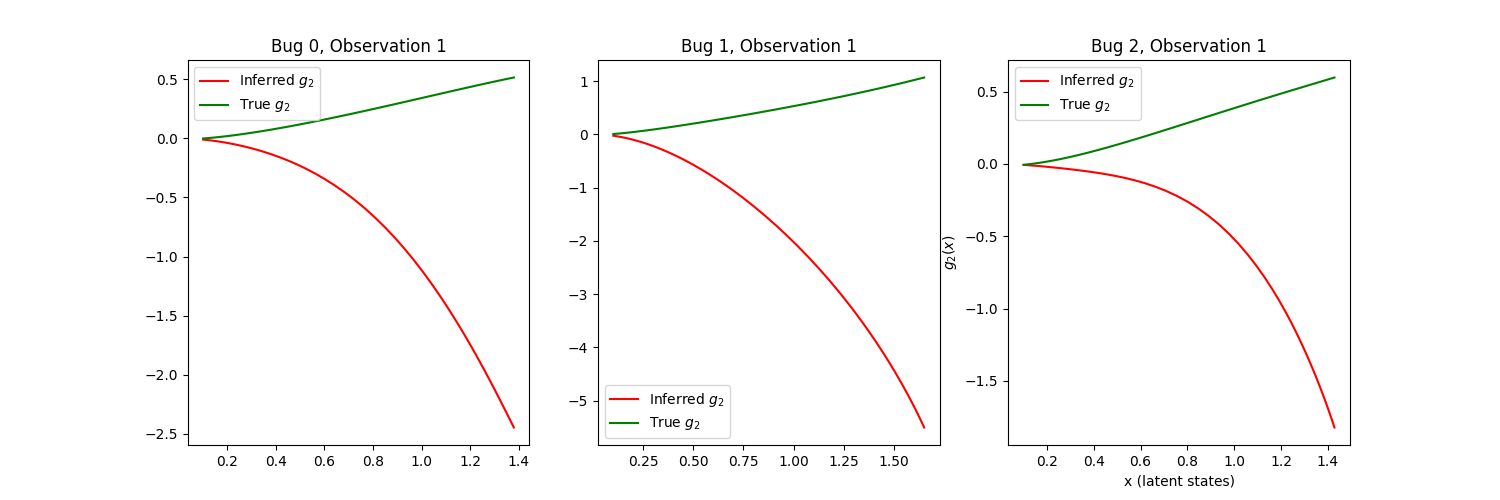 Bug 0, Observation 1
Inferred g₂
True g₂
0.5
0.0
−0.5
−1.0
−1.5
−2.0
−2.5
0.2 0.4 0.6 0.8 1.0 1.2 1.4
Bug 1, Observation 1
1
0
−1
−2
−3
−4
−5
Inferred g₂
True g₂
0.25 0.50 0.75 1.00 1.25 1.50
Bug 2, Observation 1
Inferred g₂
True g₂
g₂(x)
0.5
0.0
−0.5
−1.0
−1.5
0.2 0.4 0.6 0.8 1.0 1.2 1.4
x (latent states)